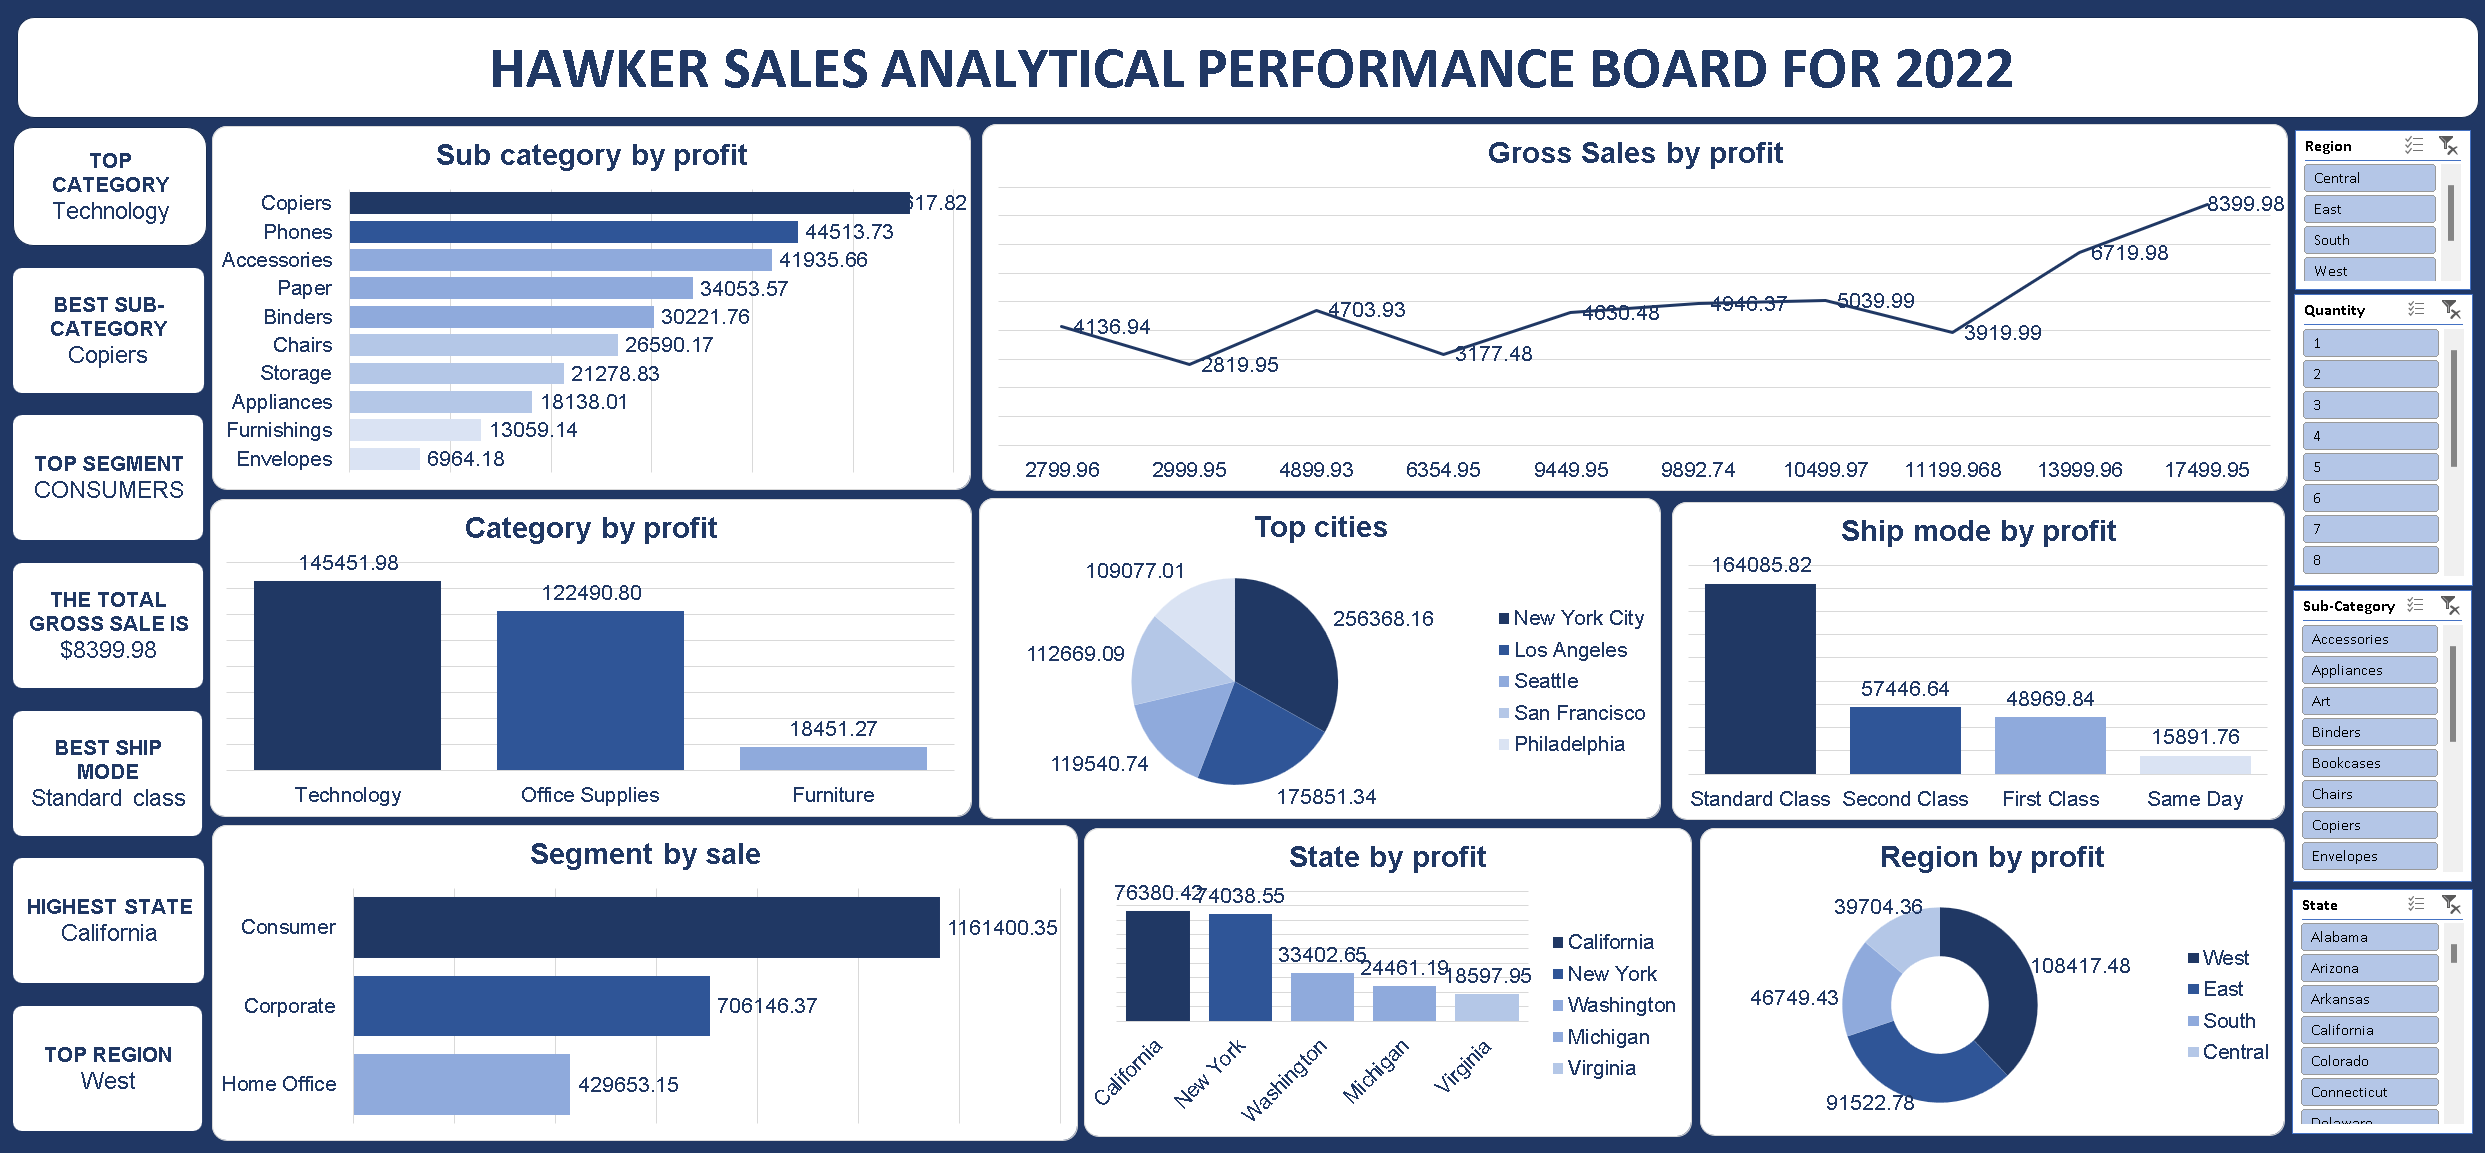 HAWKER SALES ANALYTICAL PERFORMANCE BOARD FOR 2022
TOP
CATEGORY
Technology
BEST SUB-
CATEGORY
Copiers
TOP SEGMENT
CONSUMERS
THE TOTAL
GROSS SALE IS
$8399.98
BEST SHIP
MODE
Standard class
HIGHEST STATE
California
TOP REGION
West
Sub category by profit
Copiers 617.82
Phones 44513.73
Accessories 41935.66
Paper 34053.57
Binders 30221.76
Chairs 26590.17
Storage 21278.83
Appliances 18138.01
Furnishings 13059.14
Envelopes 6964.18
Gross Sales by profit
4136.94
2819.95
4703.93
3177.48
4630.48
4946.37
5039.99
3919.99
6719.98
8399.98
2799.96 2999.95 4899.93 6354.95 9449.95 9892.74 10499.97 11199.968 13999.96 17499.95
Category by profit
145451.98
122490.80
18451.27
Technology Office Supplies Furniture
Top cities
109077.01
256368.16
112669.09
119540.74
175851.34
New York City
Los Angeles
Seattle
San Francisco
Philadelphia
Ship mode by profit
164085.82
57446.64
48969.84
15891.76
Standard Class Second Class First Class Same Day
Segment by sale
Consumer 1161400.35
Corporate 706146.37
Home Office 429653.15
State by profit
76380.42
74038.55
33402.65
24461.19
18597.95
California New York Washington Michigan Virginia
California
New York
Washington
Michigan
Virginia
Region by profit
39704.36
108417.48
46749.43
91522.78
West
East
South
Central
Region
Central
East
South
West
Quantity
1
2
3
4
5
6
7
8
Sub-Category
Accessories
Appliances
Art
Binders
Bookcases
Chairs
Copiers
Envelopes
State
Alabama
Arizona
Arkansas
California
Colorado
Connecticut
Delaware